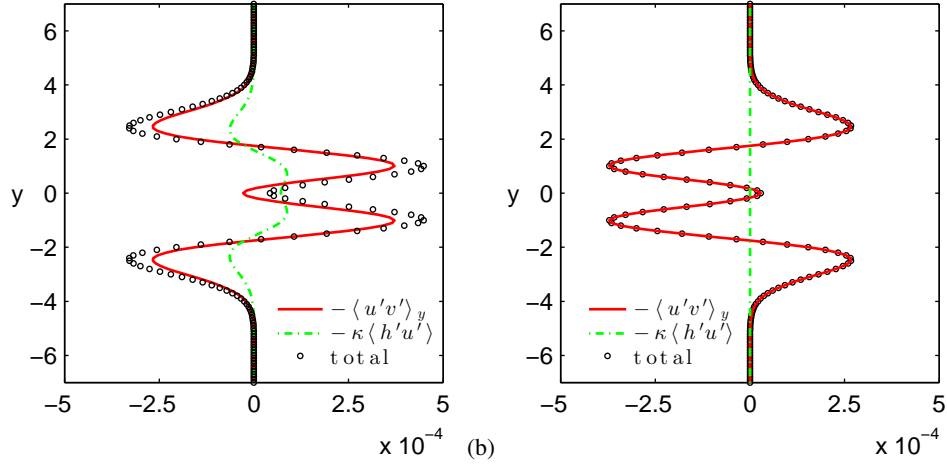 6
4
2
y 0
−2
−4
−6
− ⟨ u′v′ ⟩y
− κ⟨ h′u′ ⟩
total
−5 −2.5 0 2.5 5
x 10−4
(b)
6
4
2
y 0
−2
−4
−6
− ⟨ u′v′ ⟩y
− κ⟨ h′u′ ⟩
total
−5 −2.5 0 2.5 5
x 10−4